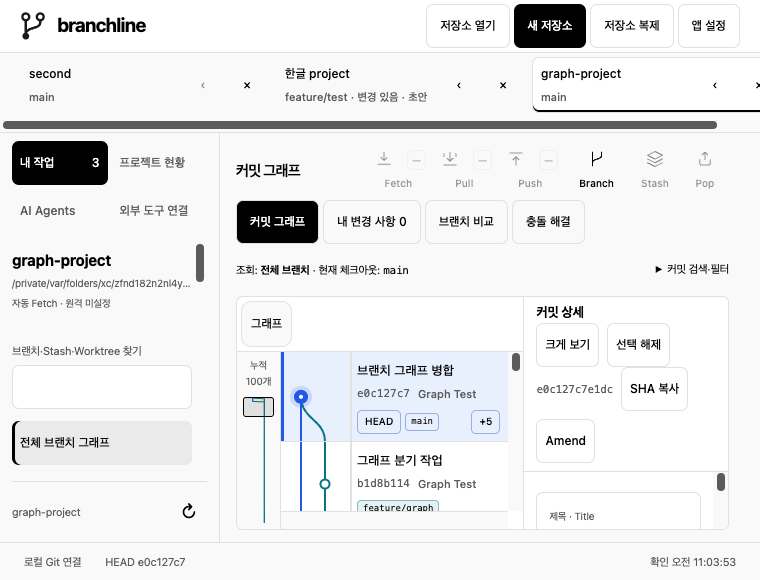 branchline
저장소 열기
새 저장소
저장소 복제
앱 설정
second
main
한글 project
feature/test · 변경 있음 · 초안
graph-project
main
내 작업 3
프로젝트 현황
AI Agents
외부 도구 연결
graph-project
/private/var/folders/xc/zfnd182n2nl4y...
자동 Fetch · 원격 미설정
브랜치·Stash·Worktree 찾기
전체 브랜치 그래프
graph-project
커밋 그래프
Fetch
Pull
Push
Branch
Stash
Pop
커밋 그래프
내 변경 사항 0
브랜치 비교
충돌 해결
조회: 전체 브랜치 · 현재 체크아웃: main
▶ 커밋 검색·필터
그래프
누적
100개
브랜치 그래프 병합
e0c127c7 Graph Test
HEAD main +5
그래프 분기 작업
b1d8b114 Graph Test
feature/graph
커밋 상세
크게 보기
선택 해제
e0c127c7e1dc
SHA 복사
Amend
제목 · Title
로컬 Git 연결
HEAD e0c127c7
확인 오전 11:03:53